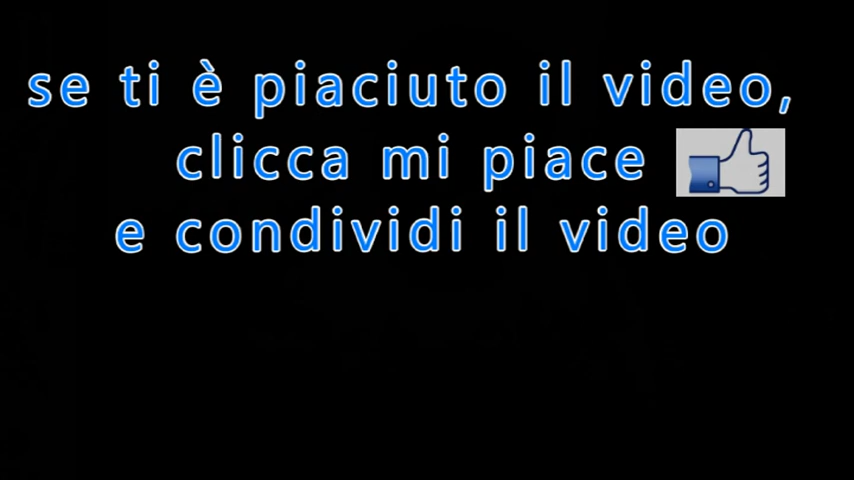 se ti è piaciuto il video,
clicca mi piace
e condividi il video